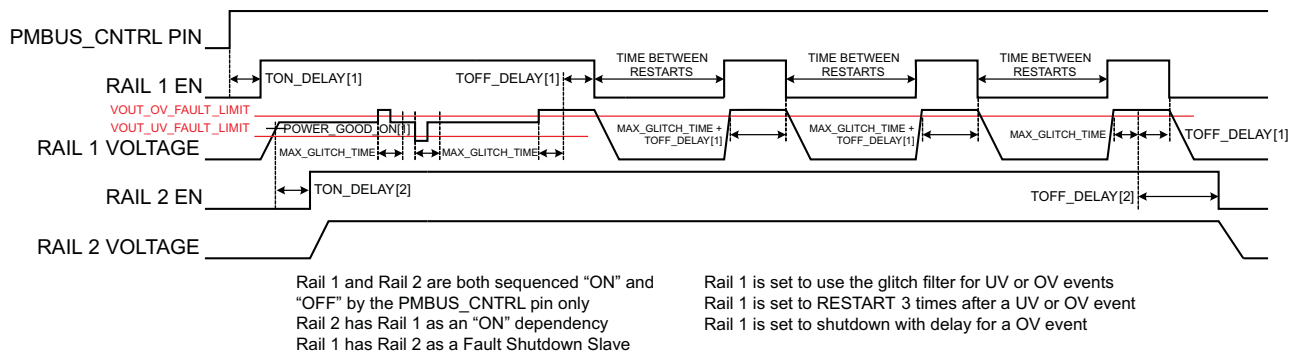 PMBUS_CNTRL PIN
RAIL 1 EN
TON_DELAY[1]
TOFF_DELAY[1]
TIME BETWEEN
RESTARTS
TIME BETWEEN
RESTARTS
TIME BETWEEN
RESTARTS
VOUT_OV_FAULT_LIMIT
VOUT_UV_FAULT_LIMIT
POWER_GOOD_ON[1]
RAIL 1 VOLTAGE
MAX_GLITCH_TIME
MAX_GLITCH_TIME
MAX_GLITCH_TIME +
TOFF_DELAY[1]
MAX_GLITCH_TIME +
TOFF_DELAY[1]
MAX_GLITCH_TIME
TOFF_DELAY[1]
RAIL 2 EN
TON_DELAY[2]
TOFF_DELAY[2]
RAIL 2 VOLTAGE
Rail 1 and Rail 2 are both sequenced “ON” and
“OFF” by the PMBUS_CNTRL pin only
Rail 2 has Rail 1 as an “ON” dependency
Rail 1 has Rail 2 as a Fault Shutdown Slave
Rail 1 is set to use the glitch filter for UV or OV events
Rail 1 is set to RESTART 3 times after a UV or OV event
Rail 1 is set to shutdown with delay for a OV event